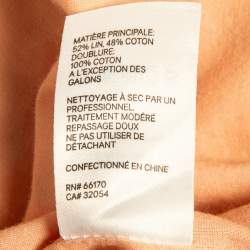 MATIÈRE PRINCIPALE:
52% LIN, 48% COTON
DOUBLURE:
100% COTON
A L'EXCEPTION DES
GALONS
NETTOYAGE À SEC PAR UN
PROFESSIONNEL.
TRAITEMENT MODÉRÉ
REPASSAGE DOUX
NE PAS UTILISER DE
DÉTACHANT
CONFECTIONNÉ EN CHINE
RN# 66170
CA# 32054